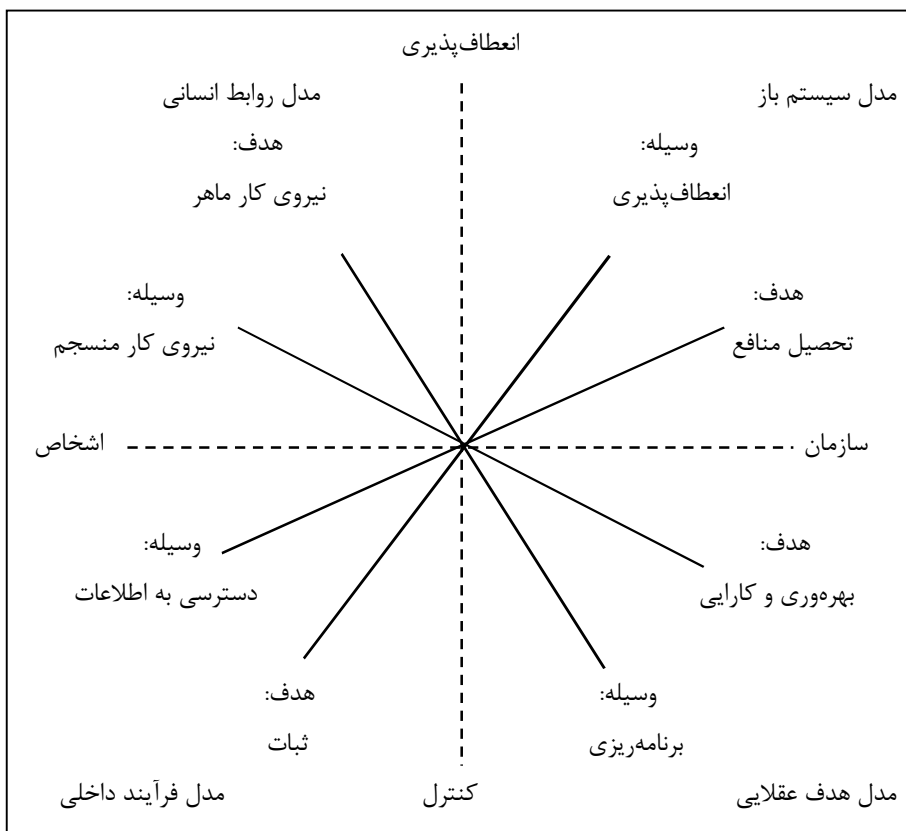 انعطاف‌پذیری
مدل سیستم باز
مدل روابط انسانی
وسیله:
هدف:
انعطاف‌پذیری
نیروی کار ماهر
هدف:
وسیله:
تحصیل منافع
نیروی کار منسجم
سازمان
اشخاص
هدف:
وسیله:
بهره‌وری و کارایی
دسترسی به اطلاعات
وسیله:
هدف:
برنامه‌ریزی
ثبات
مدل هدف عقلایی
کنترل
مدل فرآیند داخلی